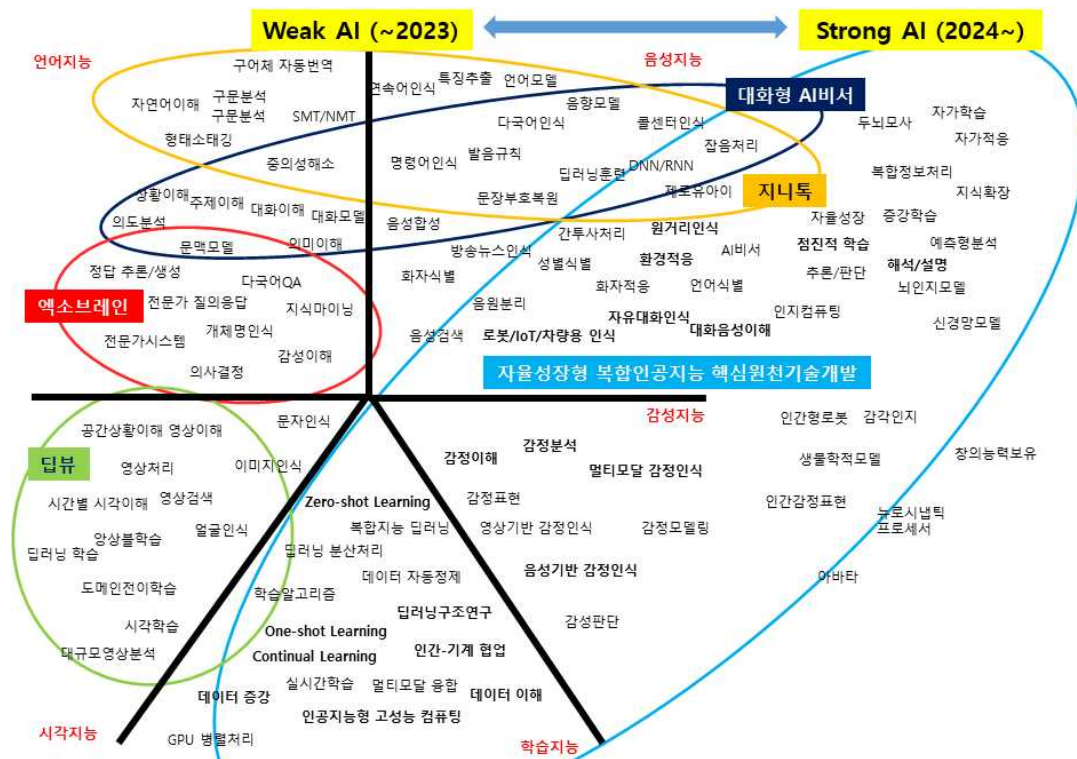 Weak AI (~2023)
Strong AI (2024~)
언어지능
음성지능
구어체 자동번역
자연어이해
구문분석
구문분석
SMT/NMT
형태소태깅
중의성해소
연속어인식
특징추출
언어모델
음향모델
대화형 AI비서
다국어인식
콜센터인식
잡음처리
명령어인식
발음규칙
딥러닝훈련
DNN/RNN
문장부호복원
제로유아이
지니톡
두뇌모사
자가학습
자가적응
복합정보처리
지식확장
상황이해
주제이해
대화이해
대화모델
의도분석
문맥모델
의미이해
음성합성
간투사처리
원거리인식
자율성장
증강학습
방송뉴스인식
성별식별
환경적응
AI비서
점진적 학습
예측형분석
정답 추론/생성
다국어QA
화자식별
화자적응
언어식별
추론/판단
해석/설명
뇌인지모델
엑소브레인
전문가 질의응답
지식마이닝
음원분리
자유대화인식
인지컴퓨팅
신경망모델
전문가시스템
개체명인식
감성이해
음성검색
로봇/IoT/차량용 인식
대화음성이해
의사결정
자율성장형 복합인공지능 핵심원천기술개발
감성지능
공간상황이해
영상이해
문자인식
딥뷰
영상처리
이미지인식
감정이해
감정분석
멀티모달 감정인식
인간형로봇
감각인지
생물학적모델
창의능력보유
시간별 시각이해
영상검색
Zero-shot Learning
감정표현
인간감정표현
앙상블학습
얼굴인식
복합지능 딥러닝
영상기반 감정인식
감정모델링
뉴로시냅틱
프로세서
딥러닝 학습
딥러닝 분산처리
데이터 자동정제
음성기반 감정인식
아바타
도메인전이학습
학습알고리즘
딥러닝구조연구
감성판단
시각학습
One-shot Learning
인간-기계 협업
대규모영상분석
Continual Learning
데이터 증강
실시간학습
멀티모달 융합
데이터 이해
인공지능형 고성능 컴퓨팅
시각지능
GPU 병렬처리
학습지능